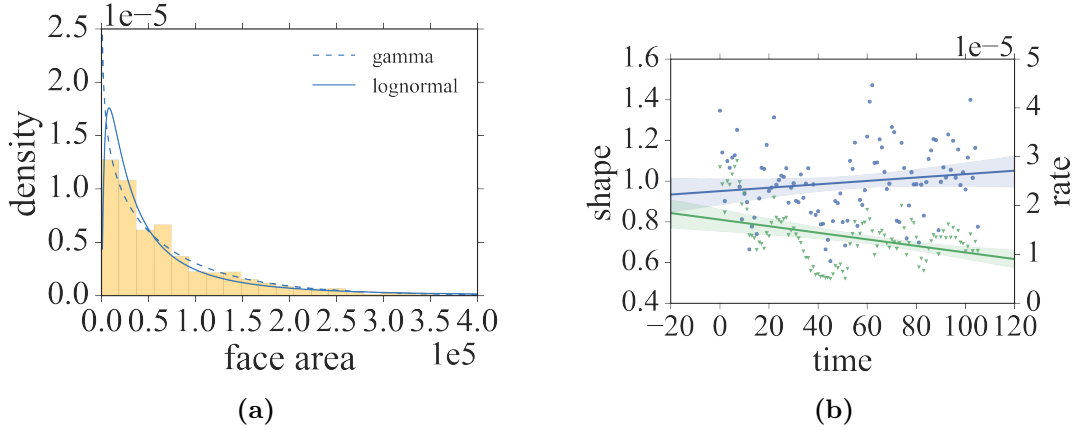 1e−5
2.5
2.0
1.5
1.0
0.5
0.0
density
gamma
lognormal
0.0 0.5 1.0 1.5 2.0 2.5 3.0 3.5 4.0
1e5
face area
(a)
1e−5
1.6
1.4
1.2
1.0
0.8
0.6
0.4
shape
5
4
3
2
1
0
rate
−20 0 20 40 60 80 100 120
time
(b)